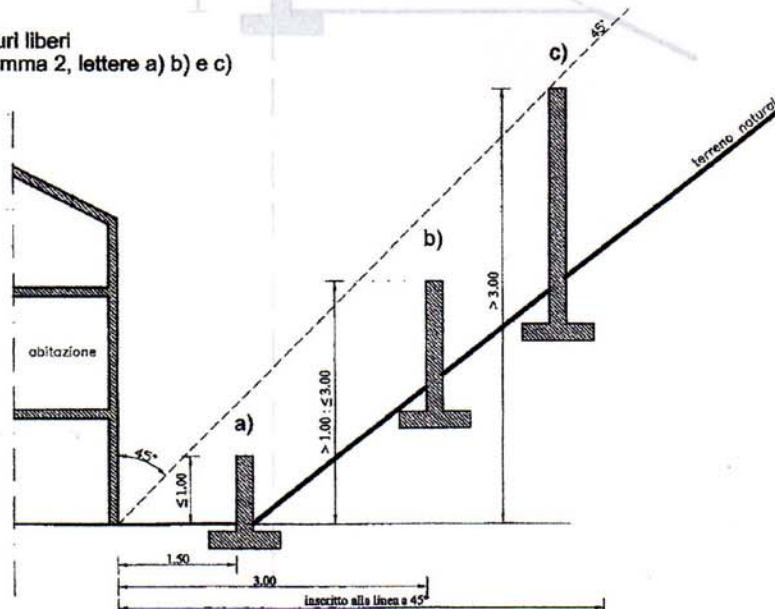 uri liberi
mma 2, lettere a) b) e c)
45°
c)
terreno natural
b)
> 3.00
> 1.00 : ≤ 3.00
abitazione
a)
45°
≤ 1.00
1.50
3.00
inscritto alla linea a 45°